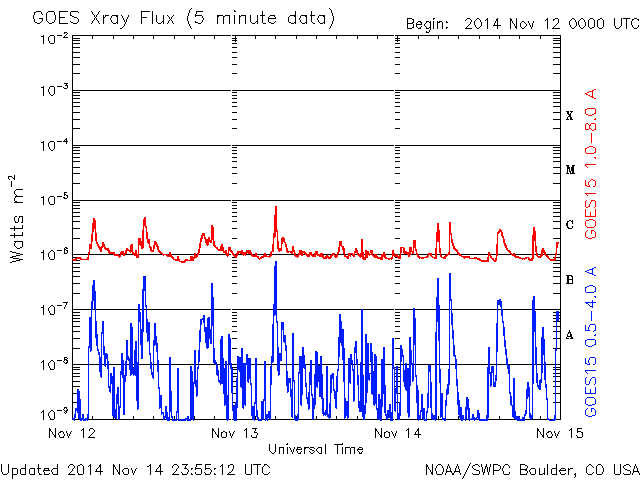 GOES Xray Flux (5 minute data)
Begin: 2014 Nov 12 0000 UTC
10⁻²
10⁻³
10⁻⁴
10⁻⁵
10⁻⁶
10⁻⁷
10⁻⁸
10⁻⁹
Watts m⁻²
X
M
C
B
A
GOES15 1.0-8.0 A
GOES15 0.5-4.0 A
Nov 12 Nov 13 Nov 14 Nov 15
Universal Time
Updated 2014 Nov 14 23:55:12 UTC
NOAA/SWPC Boulder, CO USA